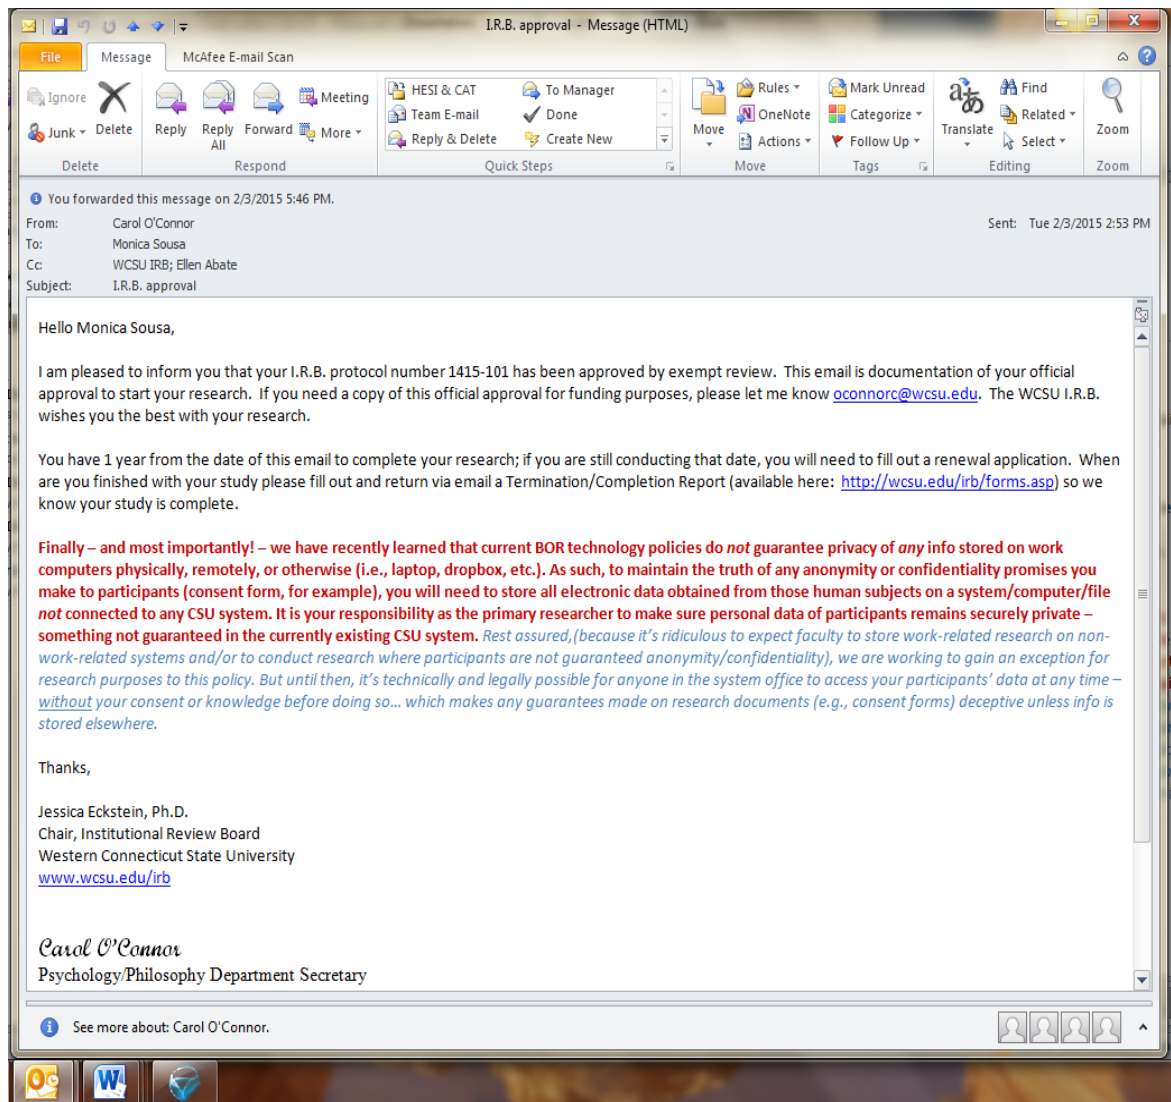 I.R.B. approval - Message (HTML)
File Message McAfee E-mail Scan
Ignore
Junk
Delete
Reply
Reply All
Forward
Meeting
More
HESI & CAT
Team E-mail
Reply & Delete
To Manager
Done
Create New
Move
Rules
OneNote
Actions
Mark Unread
Categorize
Follow Up
Translate
Find
Related
Select
Zoom
Delete Respond Quick Steps Move Tags Editing Zoom
You forwarded this message on 2/3/2015 5:46 PM.
From: Carol O'Connor Sent: Tue 2/3/2015 2:53 PM
To: Monica Sousa
Cc: WCSU IRB; Ellen Abate
Subject: I.R.B. approval
Hello Monica Sousa,
I am pleased to inform you that your I.R.B. protocol number 1415-101 has been approved by exempt review. This email is documentation of your official
approval to start your research. If you need a copy of this official approval for funding purposes, please let me know oconnorc@wcsu.edu. The WCSU I.R.B.
wishes you the best with your research.
You have 1 year from the date of this email to complete your research; if you are still conducting that date, you will need to fill out a renewal application. When
are you finished with your study please fill out and return via email a Termination/Completion Report (available here: http://wcsu.edu/irb/forms.asp) so we
know your study is complete.
Finally – and most importantly! – we have recently learned that current BOR technology policies do not guarantee privacy of any info stored on work
computers physically, remotely, or otherwise (i.e., laptop, dropbox, etc.). As such, to maintain the truth of any anonymity or confidentiality promises you
make to participants (consent form, for example), you will need to store all electronic data obtained from those human subjects on a system/computer/file
not connected to any CSU system. It is your responsibility as the primary researcher to make sure personal data of participants remains securely private –
something not guaranteed in the currently existing CSU system. Rest assured,(because it's ridiculous to expect faculty to store work-related research on non-
work-related systems and/or to conduct research where participants are not guaranteed anonymity/confidentiality), we are working to gain an exception for
research purposes to this policy. But until then, it's technically and legally possible for anyone in the system office to access your participants' data at any time –
without your consent or knowledge before doing so... which makes any guarantees made on research documents (e.g., consent forms) deceptive unless info is
stored elsewhere.
Thanks,
Jessica Eckstein, Ph.D.
Chair, Institutional Review Board
Western Connecticut State University
www.wcsu.edu/irb
Carol O'Connor
Psychology/Philosophy Department Secretary
See more about: Carol O'Connor.